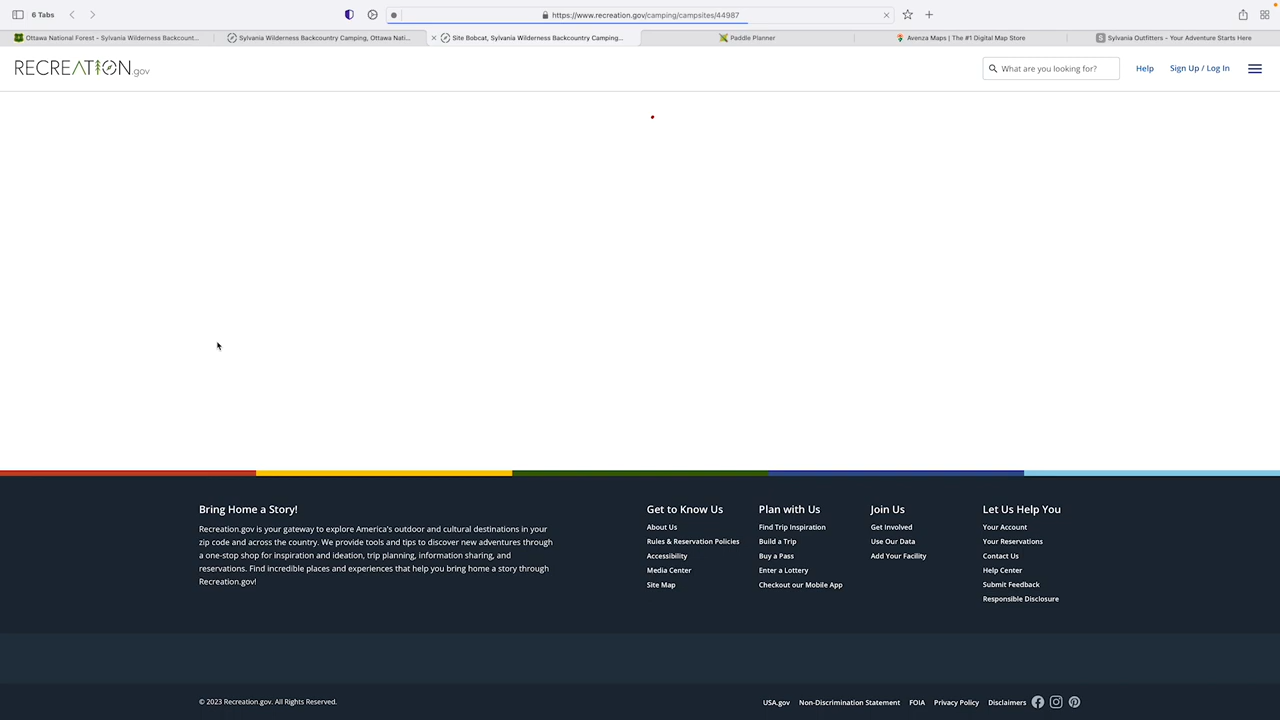 6 Tabs
https://www.recreation.gov/camping/campsites/44987
Ottawa National Forest - Sylvania Wilderness Backcount...
Sylvania Wilderness Backcountry Camping, Ottawa Nati...
Site Bobcat, Sylvania Wilderness Backcountry Camping...
Paddle Planner
Avenza Maps | The #1 Digital Map Store
S Sylvania Outfitters - Your Adventure Starts Here
RECREATION.gov
What are you looking for?
Help
Sign Up / Log In
Bring Home a Story!
Recreation.gov is your gateway to explore America's outdoor and cultural destinations in your
zip code and across the country. We provide tools and tips to discover new adventures through
a one-stop shop for inspiration and ideation, trip planning, information sharing, and
reservations. Find incredible places and experiences that help you bring home a story through
Recreation.gov!
Get to Know Us
About Us
Rules & Reservation Policies
Accessibility
Media Center
Site Map
Plan with Us
Find Trip Inspiration
Build a Trip
Buy a Pass
Enter a Lottery
Checkout our Mobile App
Join Us
Get Involved
Use Our Data
Add Your Facility
Let Us Help You
Your Account
Your Reservations
Contact Us
Help Center
Submit Feedback
Responsible Disclosure
© 2023 Recreation.gov. All Rights Reserved.
USA.gov
Non-Discrimination Statement
FOIA
Privacy Policy
Disclaimers